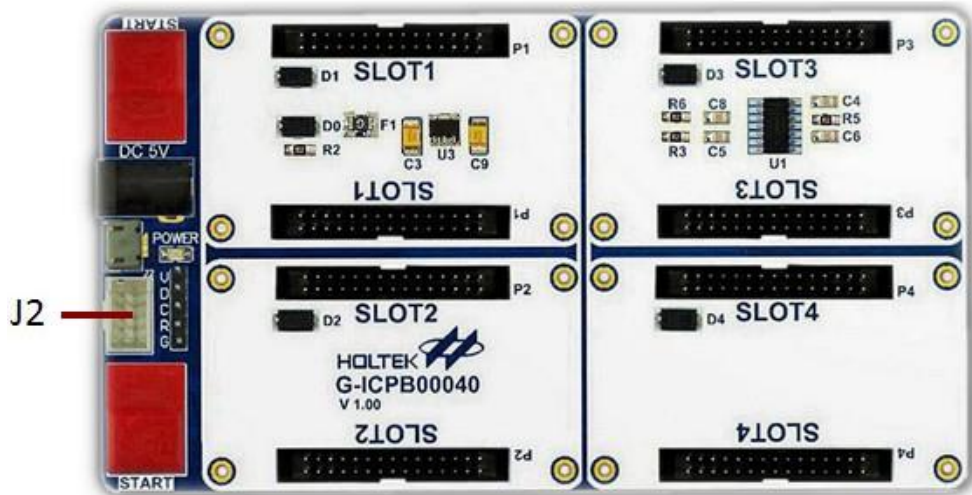 START
P1
P3
D1
SLOT1
D3
SLOT3
D0
F1
R2
C3
U3
C9
R6
C8
C4
R5
R3
C5
C6
U1
DC 5V
SLOT1
SLOT3
P1
P3
POWER
J2
U
D
C
R
G
P2
P4
D2
SLOT2
D4
SLOT4
J2
HOLTEK
G-ICPB00040
V 1.00
SLOT2
SLOT4
P2
P4
START